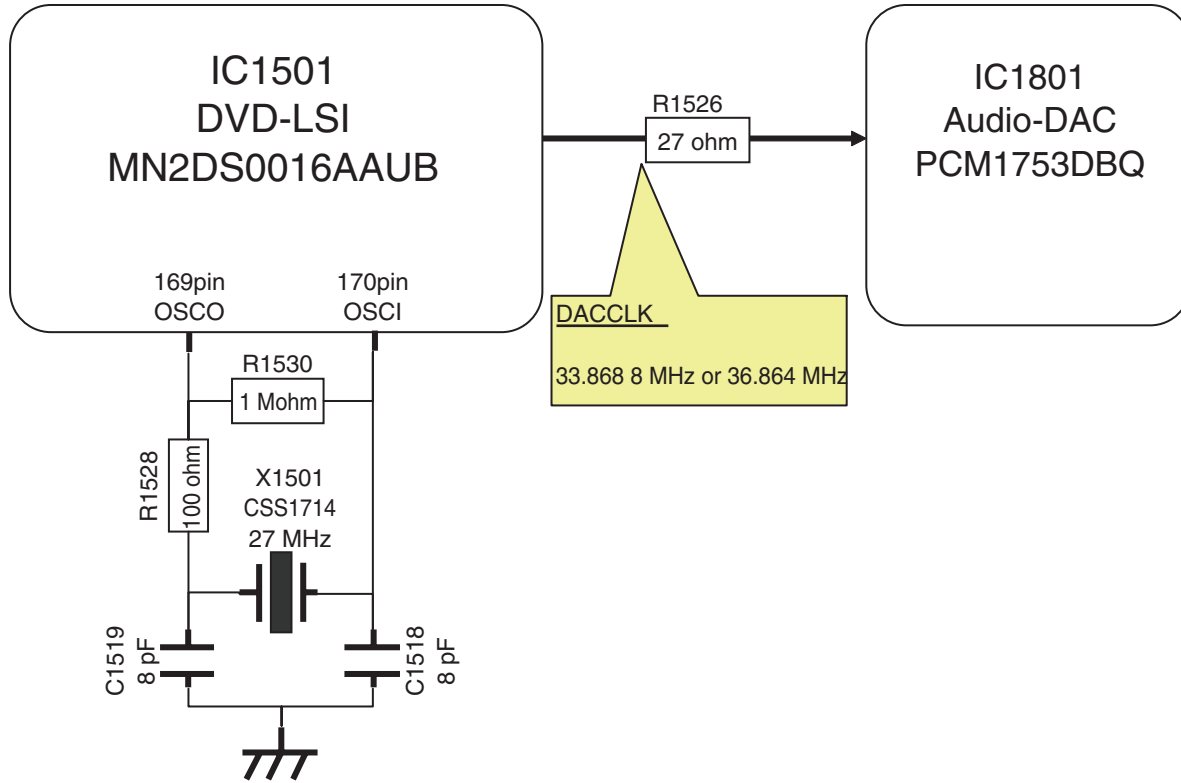 IC1501
DVD-LSI
MN2DS0016AAUB
R1526
27 ohm
IC1801
Audio-DAC
PCM1753DBQ
169pin
OSCO
170pin
OSCI
DACCLK
33.868 8 MHz or 36.864 MHz
R1530
1 Mohm
R1528
100 ohm
X1501
CSS1714
27 MHz
C1519
8 pF
C1518
8 pF